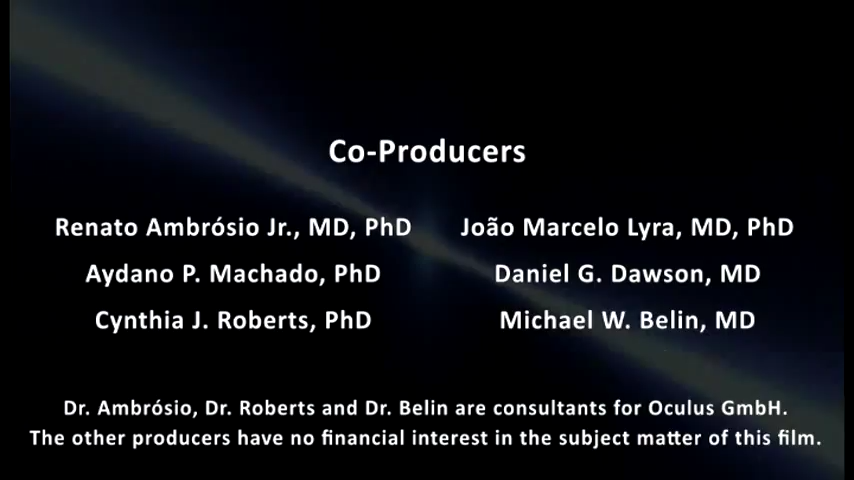 Co-Producers
Renato Ambrósio Jr., MD, PhD
João Marcelo Lyra, MD, PhD
Aydano P. Machado, PhD
Daniel G. Dawson, MD
Cynthia J. Roberts, PhD
Michael W. Belin, MD
Dr. Ambrósio, Dr. Roberts and Dr. Belin are consultants for Oculus GmbH.
The other producers have no financial interest in the subject matter of this film.